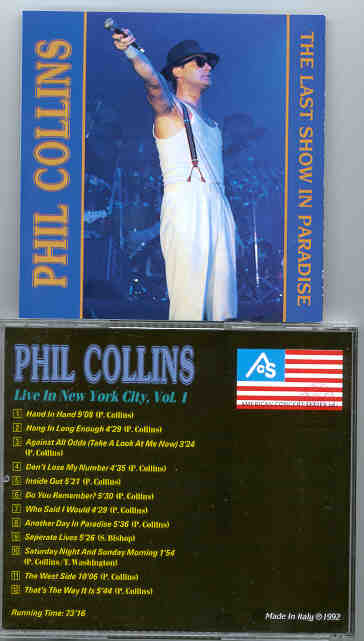 PHIL COLLINS
THE LAST SHOW IN PARADISE
PHIL COLLINS
Live In New York City, Vol. 1
ACS
1 Hand In Hand 9'08 (P. Collins)
2 Hang In Long Enough 4'29 (P. Collins)
3 Against All Odds (Take A Look At Me Now) 3'24
(P. Collins)
4 Don't Lose My Number 4'35 (P. Collins)
5 Inside Out 5'21 (P. Collins)
6 Do You Remember? 5'30 (P. Collins)
7 Who Said I Would 4'29 (P. Collins)
8 Another Day In Paradise 5'36 (P. Collins)
9 Seperate Lives 5'26 (S. Bishop)
10 Saturday Night And Sunday Morning 1'54
(P. Collins/T. Washington)
11 The West Side 10'06 (P. Collins)
12 That's The Way It Is 5'44 (P. Collins)
Running Time: 73'16
Made in Italy ©1992